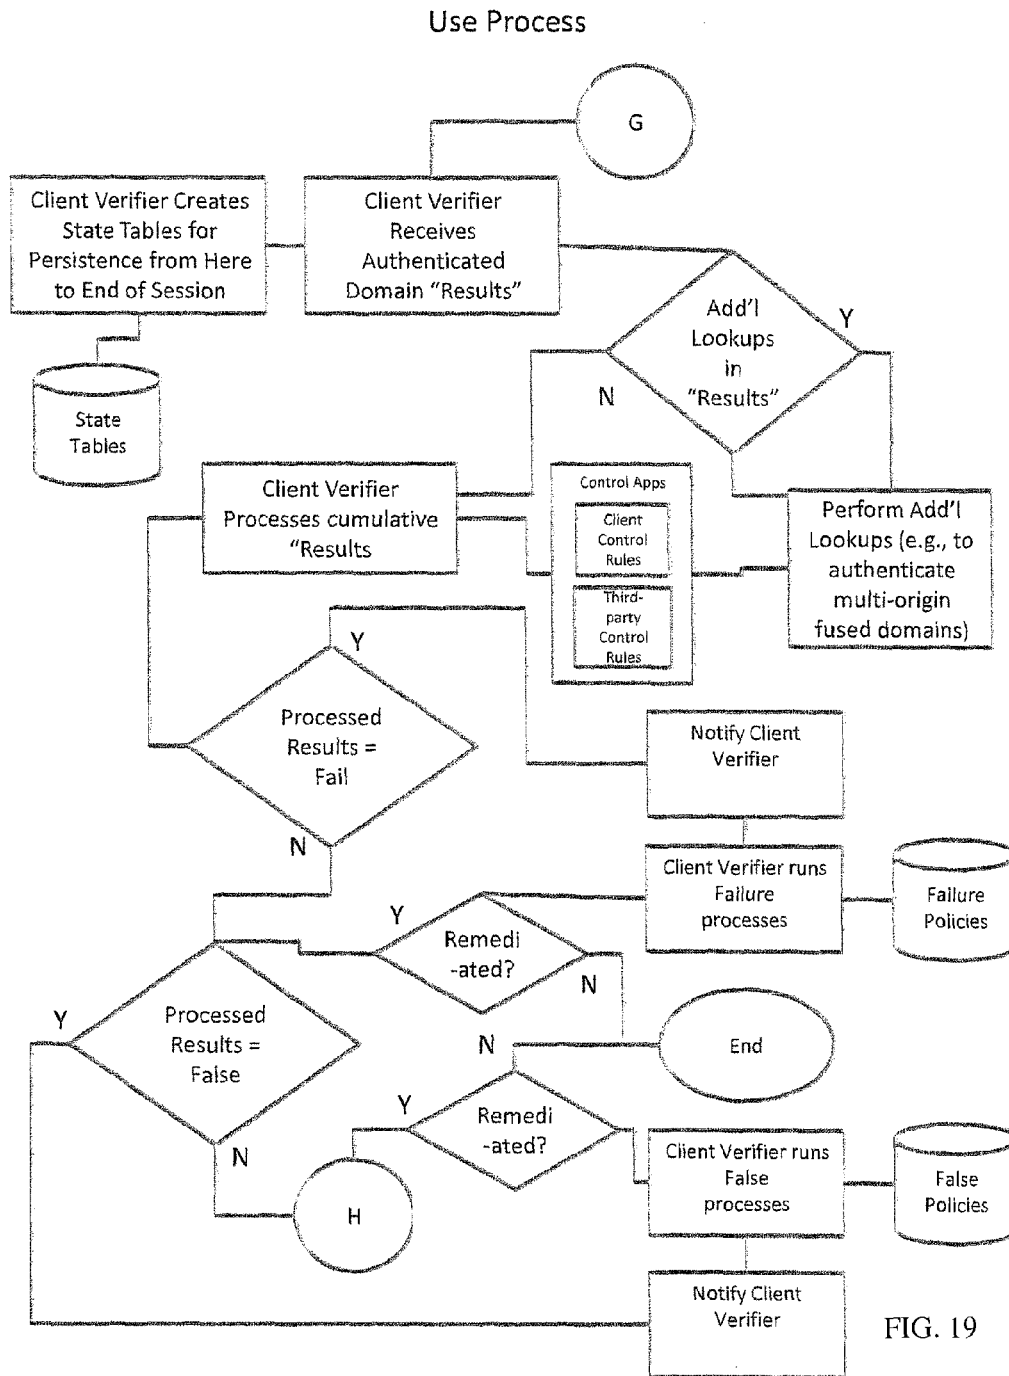 Use Process
G
Client Verifier Creates
State Tables for
Persistence from Here
to End of Session
Client Verifier
Receives
Authenticated
Domain “Results”
Add’l
Lookups
in
“Results”
Y
N
State
Tables
Client Verifier
Processes cumulative
“Results
Control Apps
Client
Control
Rules
Third-
party
Control
Rules
Perform Add’l
Lookups (e.g., to
authenticate
multi-origin
fused domains)
Y
Processed
Results =
Fail
N
Notify Client
Verifier
Client Verifier runs
Failure
processes
Failure
Policies
Y
Remedi
-ated?
N
Y
Processed
Results =
False
N
End
N
Y
Remedi
-ated?
Client Verifier runs
False
processes
False
Policies
H
Notify Client
Verifier
FIG. 19